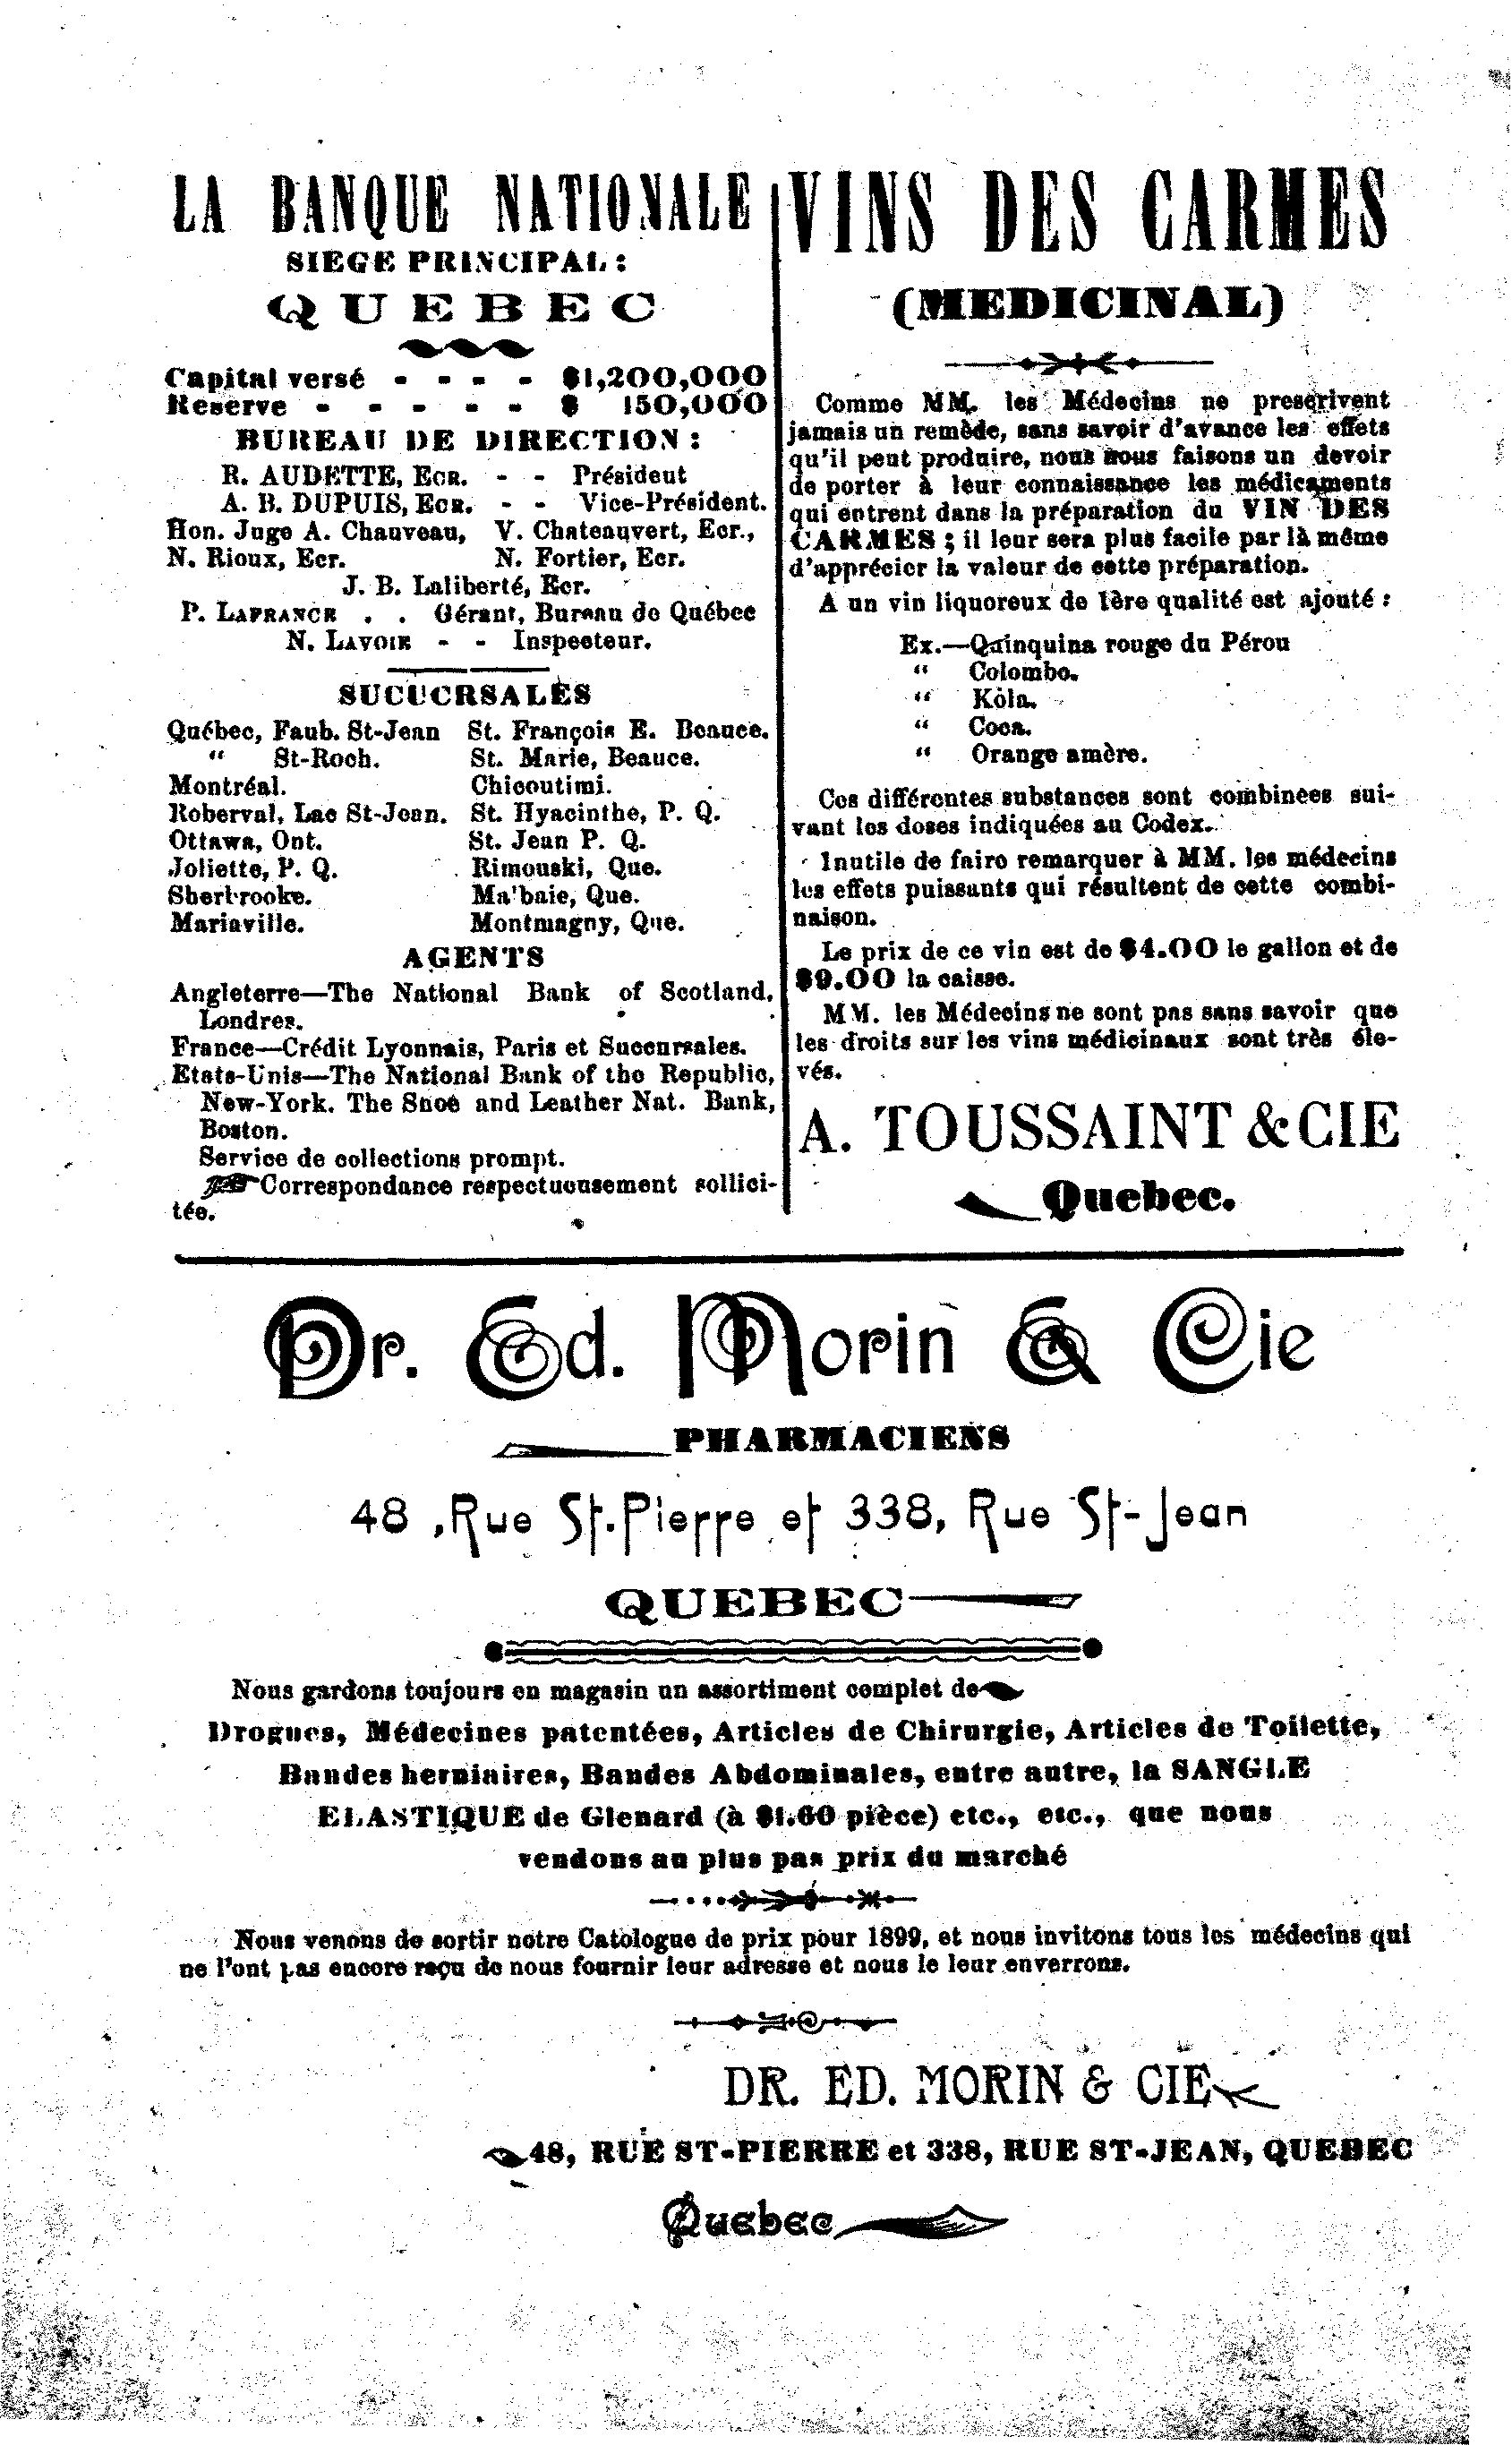 LA BANQUE NATIONALE
SIEGE PRINCIPAL :
QUEBEC
Capital versé - - - - $1,200,000
Reserve - - - - - $ 150,000
BUREAU DE DIRECTION :
R. AUDETTE, ECR. - - Président
A. B. DUPUIS, ECR. - - Vice-Président.
Hon. Juge A. Chauveau, V. Chateauvert, Ecr.,
N. Rioux, Ecr. N. Fortier, Ecr.
J. B. Laliberté, Ecr.
P. LAFRANCE . . Gérant, Bureau de Québec
N. LAVOIE - - Inspecteur.
SUCUCRSALES
Québec, Faub. St-Jean St. François E. Beauce.
“ St-Roch. St. Marie, Beauce.
Montréal. Chicoutimi.
Roberval, Lac St-Jean. St. Hyacinthe, P. Q.
Ottawa, Ont. St. Jean P. Q.
Joliette, P. Q. Rimouski, Que.
Sherbrooke. Ma'baie, Que.
Mariaville. Montmagny, Que.
AGENTS
Angleterre—The National Bank of Scotland,
Londres.
France—Crédit Lyonnais, Paris et Succursales.
Etats-Unis—The National Bank of the Republic,
New-York. The Snoe and Leather Nat. Bank,
Boston.
Service de collections prompt.
Correspondance respectueusement sollici-
tée.
VINS DES CARMES
(MEDICINAL)
Comme MM. les Médecins ne prescrivent
jamais un remède, sans savoir d'avance les effets
qu'il peut produire, nous nous faisons un devoir
de porter à leur connaissance les médicaments
qui entrent dans la préparation du VIN DES
CARMES ; il leur sera plus facile par là même
d'apprécier la valeur de cette préparation.
A un vin liquoreux de 1ère qualité est ajouté :
Ex.—Quinquina rouge du Pérou
“ Colombo.
“ Kola.
“ Coca.
“ Orange amère.
Ces différentes substances sont combinées sui-
vant les doses indiquées au Codex.
Inutile de faire remarquer à MM. les médecins
les effets puissants qui résultent de cette combi-
naison.
Le prix de ce vin est de $4.00 le gallon et de
$9.00 la caisse.
MM. les Médecins ne sont pas sans savoir que
les droits sur les vins médicinaux sont très éle-
vés.
A. TOUSSAINT & CIE
Quebec.
Dr. Ed. Morin & Cie
PHARMACIENS
48 ,Rue St.Pierre et 338, Rue St-Jean
QUEBEC
Nous gardons toujours en magasin un assortiment complet de
Drogues, Médecines patentées, Articles de Chirurgie, Articles de Toilette,
Bandes herniaires, Bandes Abdominales, entre autre, la SANGLE
ELASTIQUE de Glenard (à $1.60 pièce) etc., etc., que nous
vendons au plus pas prix du marché
Nous venons de sortir notre Catologue de prix pour 1899, et nous invitons tous les médecins qui
ne l'ont pas encore reçu de nous fournir leur adresse et nous le leur enverrons.
DR. ED. MORIN & CIE
48, RUE ST-PIERRE et 338, RUE ST-JEAN, QUEBEC
Quebec